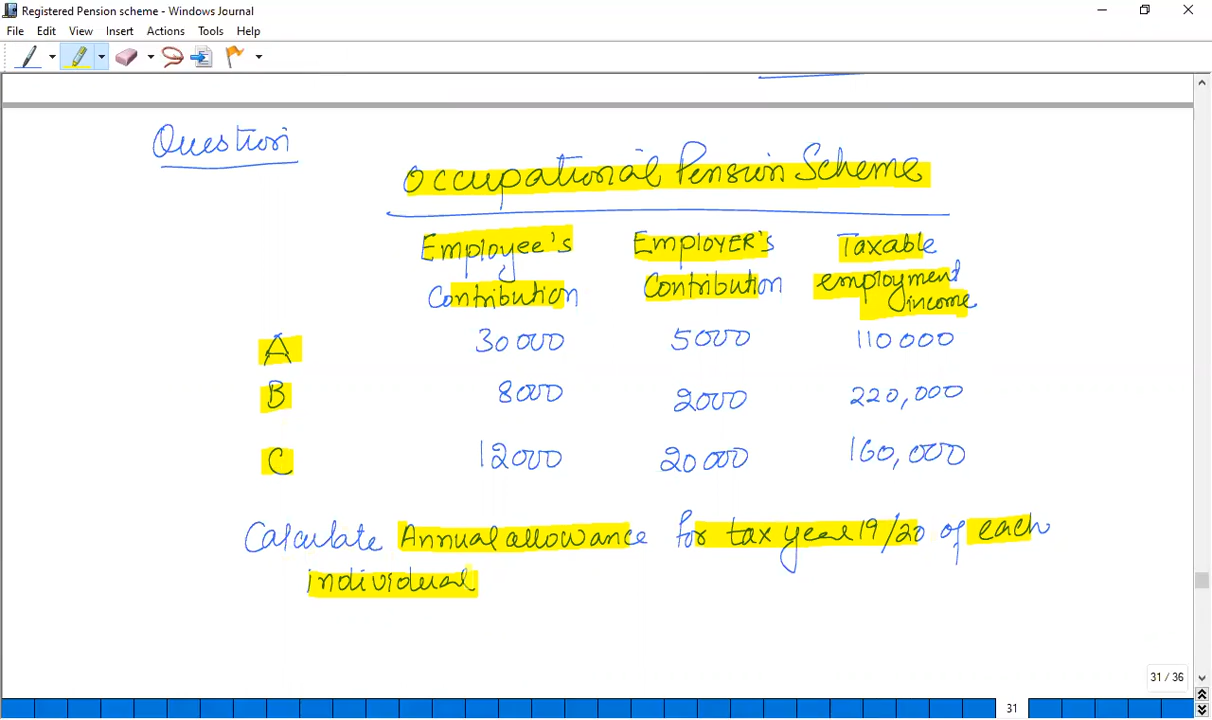 Registered Pension scheme - Windows Journal
File Edit View Insert Actions Tools Help
Question
Occupational Pension Scheme
Employee's EMPLOYER's Taxable
Contribution Contribution employment
income
A 30000 5000 110000
B 8000 2000 220,000
C 12000 20000 160,000
Calculate Annual allowance for tax year 19/20 of each
individual
31 / 36
31